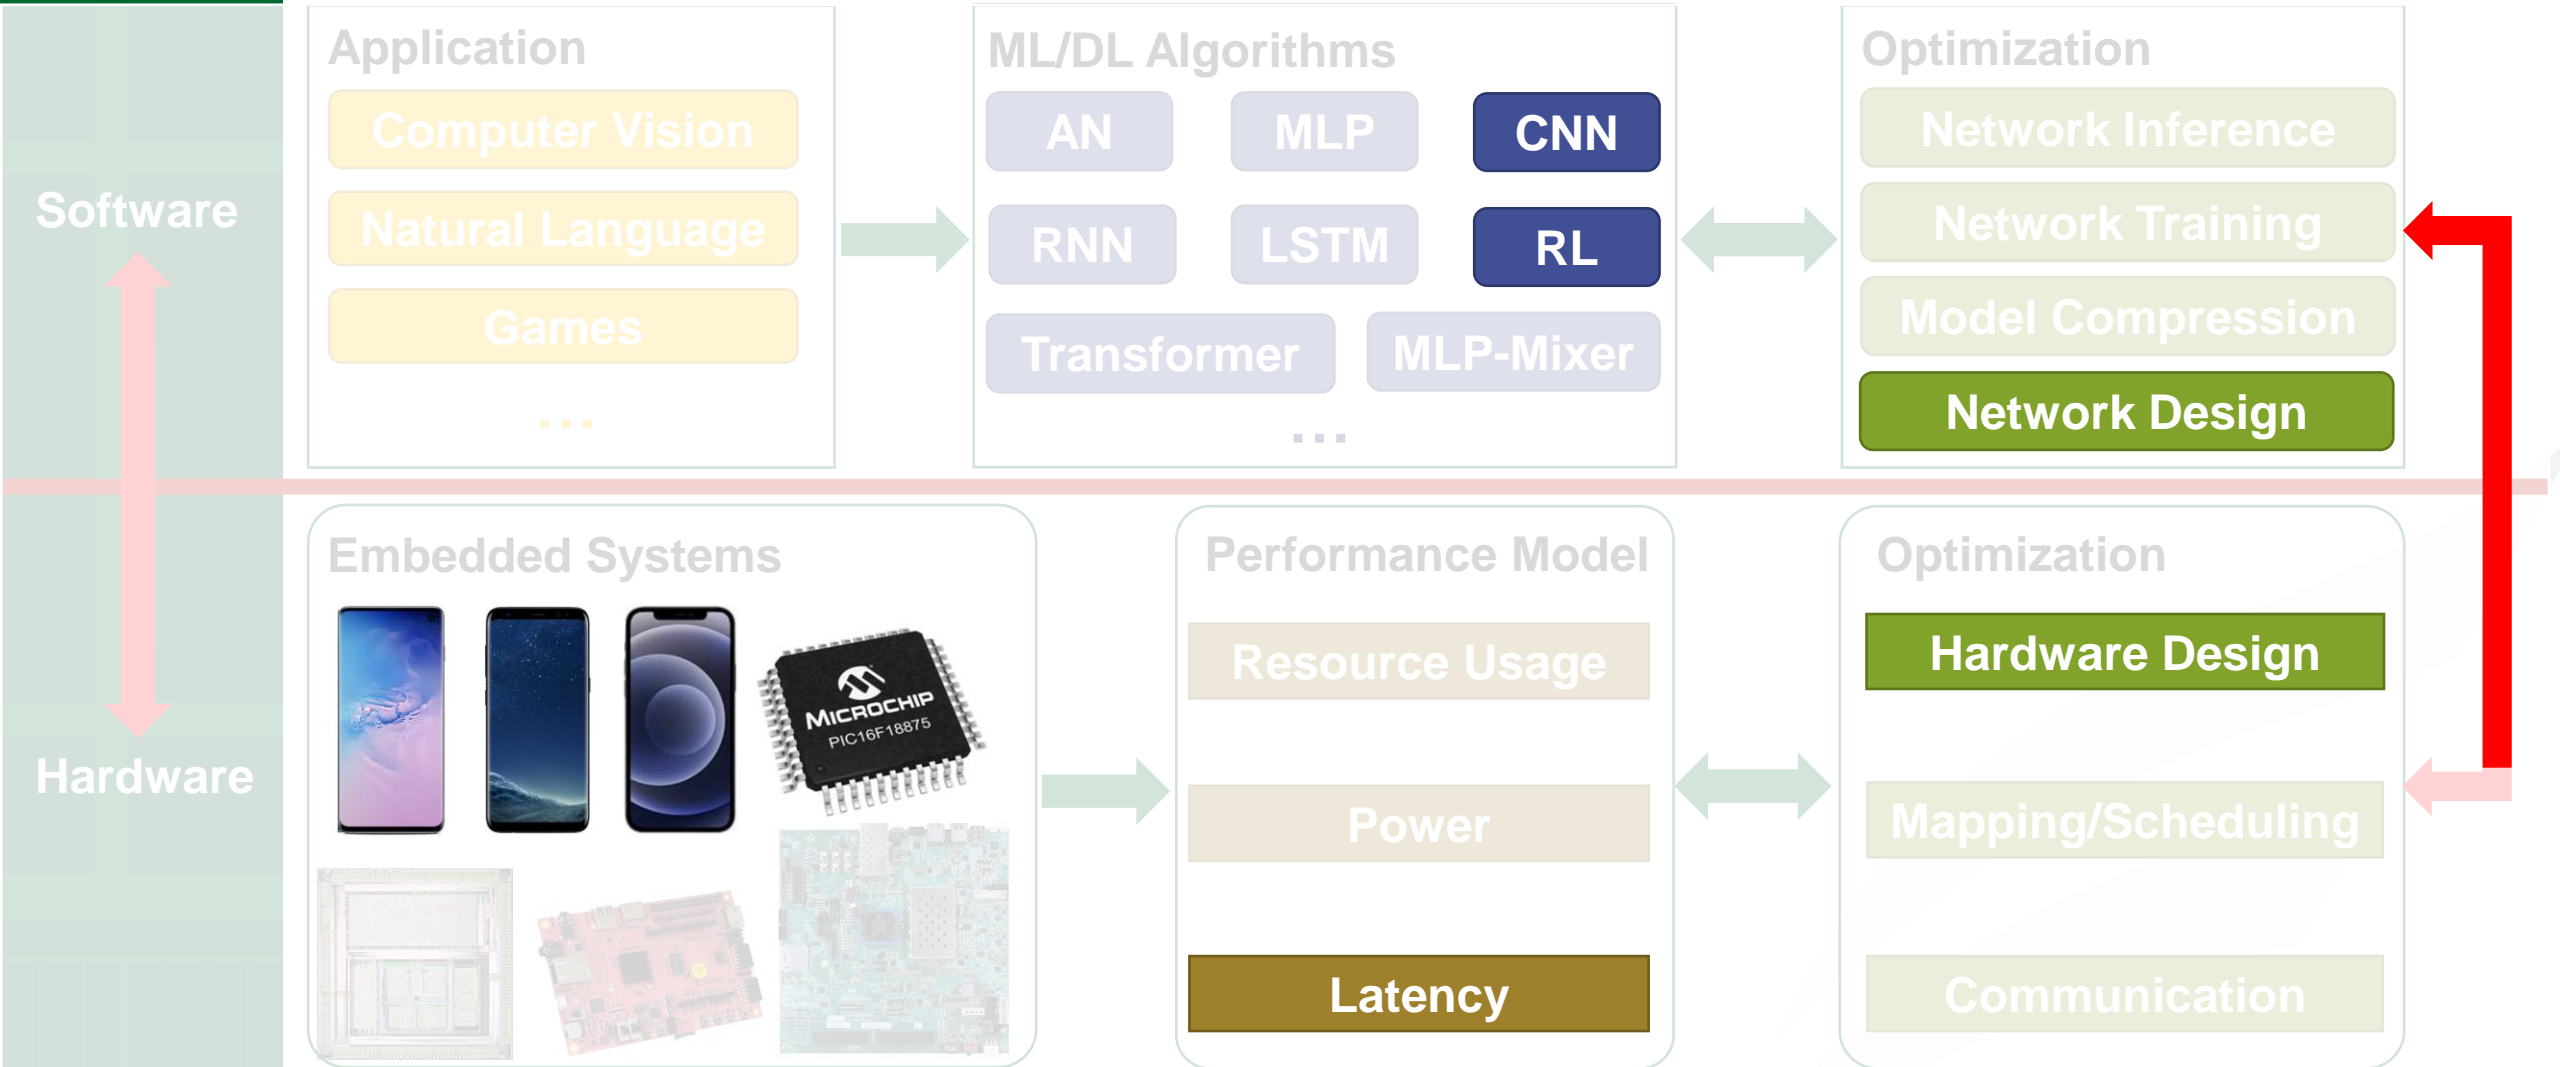 Application
Computer Vision
Natural Language
Games
...
ML/DL Algorithms
AN
MLP
CNN
RNN
LSTM
RL
Transformer
MLP-Mixer
...
Optimization
Network Inference
Network Training
Model Compression
Network Design
Software
Hardware
Embedded Systems
MICROCHIP
PIC16F18875
Performance Model
Resource Usage
Power
Latency
Optimization
Hardware Design
Mapping/Scheduling
Communication